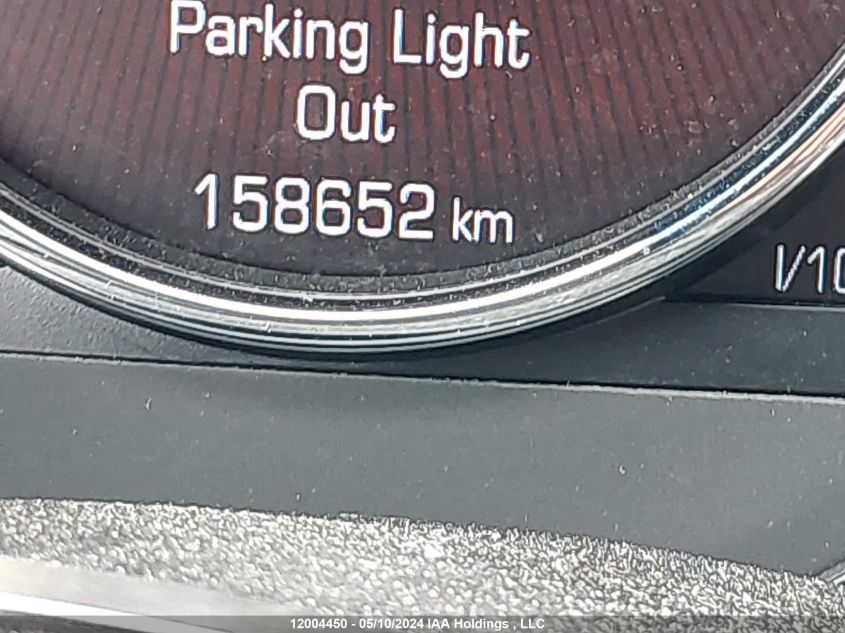 Parking Light
Out
158652 km
l/10
12004450 - 05/10/2024 IAA Holdings , LLC